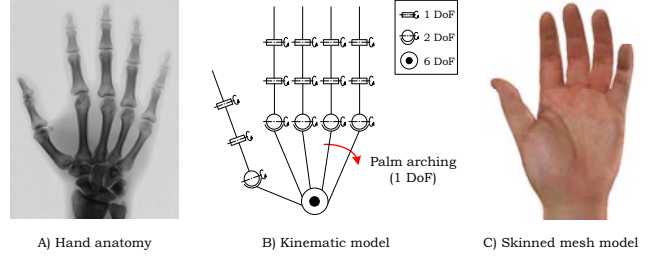 1 DoF
2 DoF
6 DoF
Palm arching
(1 DoF)
A) Hand anatomy
B) Kinematic model
C) Skinned mesh model